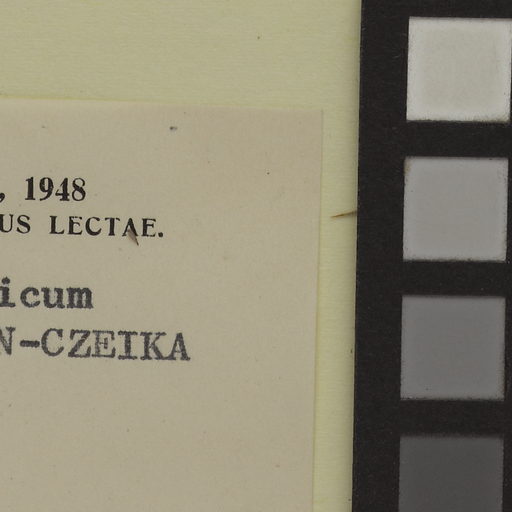 , 1948
US LECTAE.
icum
N-CZEIKA